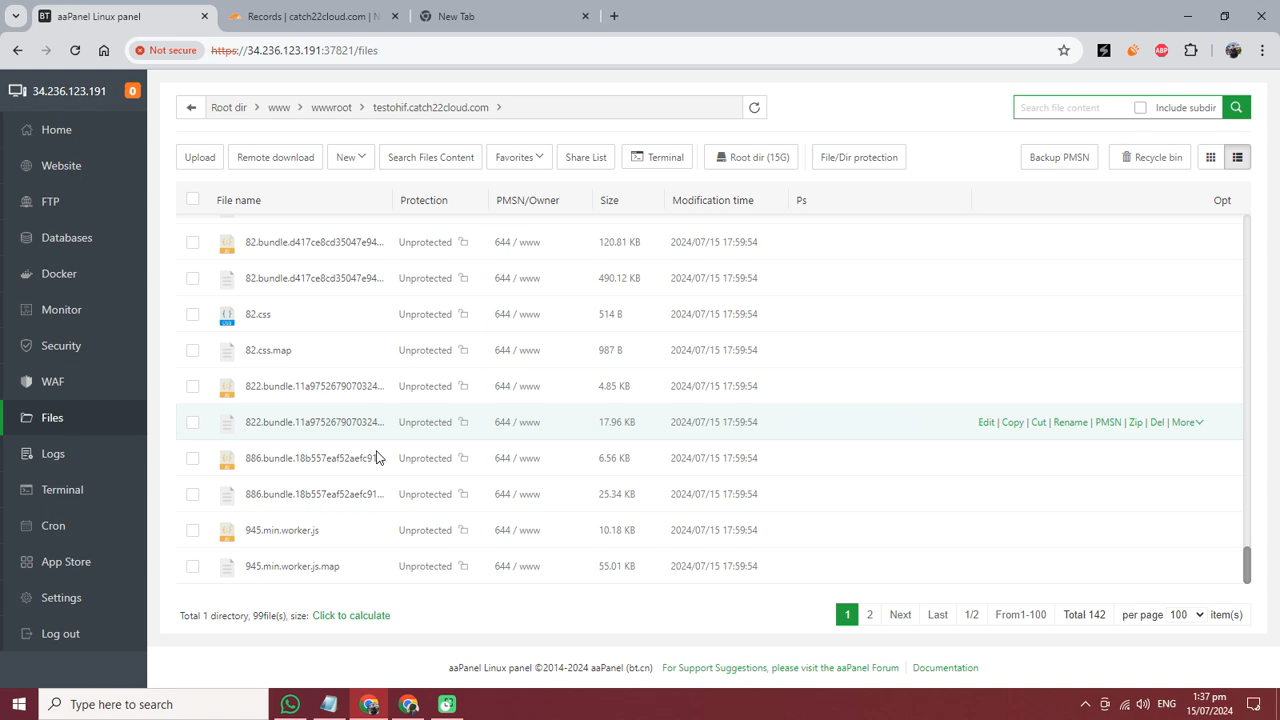 BT aaPanel Linux panel
Records | catch22cloud.com | N
New Tab
Not secure https://34.236.123.191:37821/files
34.236.123.191 0
Home
Website
FTP
Databases
Docker
Monitor
Security
WAF
Files
Logs
Terminal
Cron
App Store
Settings
Log out
Root dir > www > wwwroot > testohif.catch22cloud.com >
Search file content Include subdir
Upload Remote download New Search Files Content Favorites Share List Terminal Root dir (15G) File/Dir protection Backup PMSN Recycle bin
File name Protection PMSN/Owner Size Modification time Ps Opt
82.bundle.d417ce8cd35047e94... Unprotected 644 / www 120.81 KB 2024/07/15 17:59:54
82.bundle.d417ce8cd35047e94... Unprotected 644 / www 490.12 KB 2024/07/15 17:59:54
82.css Unprotected 644 / www 514 B 2024/07/15 17:59:54
82.css.map Unprotected 644 / www 987 B 2024/07/15 17:59:54
822.bundle.11a9752679070324... Unprotected 644 / www 4.85 KB 2024/07/15 17:59:54
822.bundle.11a9752679070324... Unprotected 644 / www 17.96 KB 2024/07/15 17:59:54 Edit | Copy | Cut | Rename | PMSN | Zip | Del | More
886.bundle.18b557eaf52aefc91... Unprotected 644 / www 6.56 KB 2024/07/15 17:59:54
886.bundle.18b557eaf52aefc91... Unprotected 644 / www 25.34 KB 2024/07/15 17:59:54
945.min.worker.js Unprotected 644 / www 10.18 KB 2024/07/15 17:59:54
945.min.worker.js.map Unprotected 644 / www 55.01 KB 2024/07/15 17:59:54
Total 1 directory, 99file(s), size: Click to calculate
1 2 Next Last 1/2 From1-100 Total 142 per page 100 item(s)
aaPanel Linux panel ©2014-2024 aaPanel (bt.cn) For Support Suggestions, please visit the aaPanel Forum Documentation
Type here to search
ENG
1:37 pm
15/07/2024